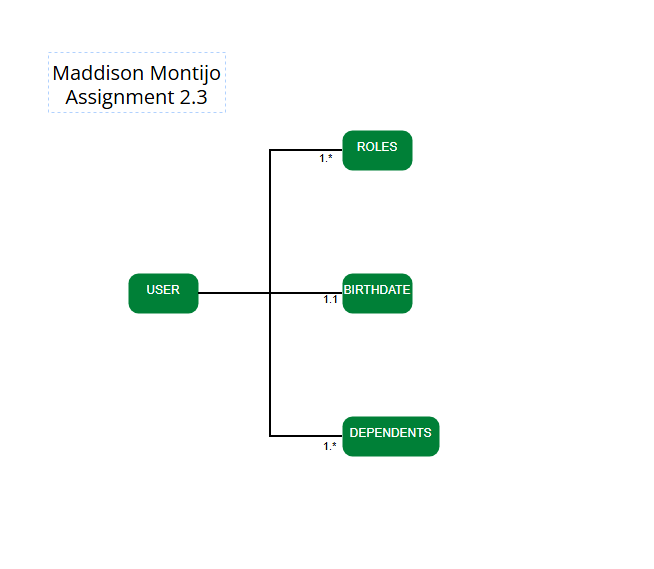 Maddison Montijo
Assignment 2.3
ROLES
1.*
USER
BIRTHDATE
1.1
DEPENDENTS
1.*